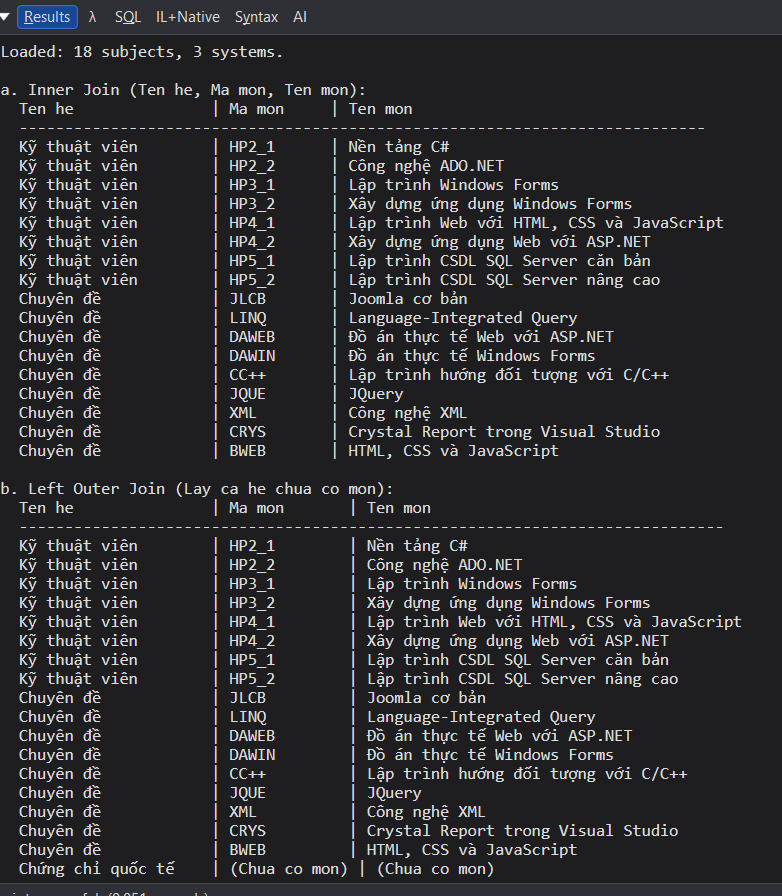 Results λ SQL IL+Native Syntax AI
Loaded: 18 subjects, 3 systems.
a. Inner Join (Ten he, Ma mon, Ten mon):
Ten he | Ma mon | Ten mon
---------------------------------------------------------------------------
Kỹ thuật viên | HP2_1 | Nền tảng C#
Kỹ thuật viên | HP2_2 | Công nghệ ADO.NET
Kỹ thuật viên | HP3_1 | Lập trình Windows Forms
Kỹ thuật viên | HP3_2 | Xây dựng ứng dụng Windows Forms
Kỹ thuật viên | HP4_1 | Lập trình Web với HTML, CSS và JavaScript
Kỹ thuật viên | HP4_2 | Xây dựng ứng dụng Web với ASP.NET
Kỹ thuật viên | HP5_1 | Lập trình CSDL SQL Server căn bản
Kỹ thuật viên | HP5_2 | Lập trình CSDL SQL Server nâng cao
Chuyên đề | JLCB | Joomla cơ bản
Chuyên đề | LINQ | Language-Integrated Query
Chuyên đề | DAWEB | Đồ án thực tế Web với ASP.NET
Chuyên đề | DAWIN | Đồ án thực tế Windows Forms
Chuyên đề | CC++ | Lập trình hướng đối tượng với C/C++
Chuyên đề | JQUE | JQuery
Chuyên đề | XML | Công nghệ XML
Chuyên đề | CRYS | Crystal Report trong Visual Studio
Chuyên đề | BWEB | HTML, CSS và JavaScript
b. Left Outer Join (Lay ca he chua co mon):
Ten he | Ma mon | Ten mon
-----------------------------------------------------------------------------
Kỹ thuật viên | HP2_1 | Nền tảng C#
Kỹ thuật viên | HP2_2 | Công nghệ ADO.NET
Kỹ thuật viên | HP3_1 | Lập trình Windows Forms
Kỹ thuật viên | HP3_2 | Xây dựng ứng dụng Windows Forms
Kỹ thuật viên | HP4_1 | Lập trình Web với HTML, CSS và JavaScript
Kỹ thuật viên | HP4_2 | Xây dựng ứng dụng Web với ASP.NET
Kỹ thuật viên | HP5_1 | Lập trình CSDL SQL Server căn bản
Kỹ thuật viên | HP5_2 | Lập trình CSDL SQL Server nâng cao
Chuyên đề | JLCB | Joomla cơ bản
Chuyên đề | LINQ | Language-Integrated Query
Chuyên đề | DAWEB | Đồ án thực tế Web với ASP.NET
Chuyên đề | DAWIN | Đồ án thực tế Windows Forms
Chuyên đề | CC++ | Lập trình hướng đối tượng với C/C++
Chuyên đề | JQUE | JQuery
Chuyên đề | XML | Công nghệ XML
Chuyên đề | CRYS | Crystal Report trong Visual Studio
Chuyên đề | BWEB | HTML, CSS và JavaScript
Chứng chỉ quốc tế | (Chua co mon) | (Chua co mon)